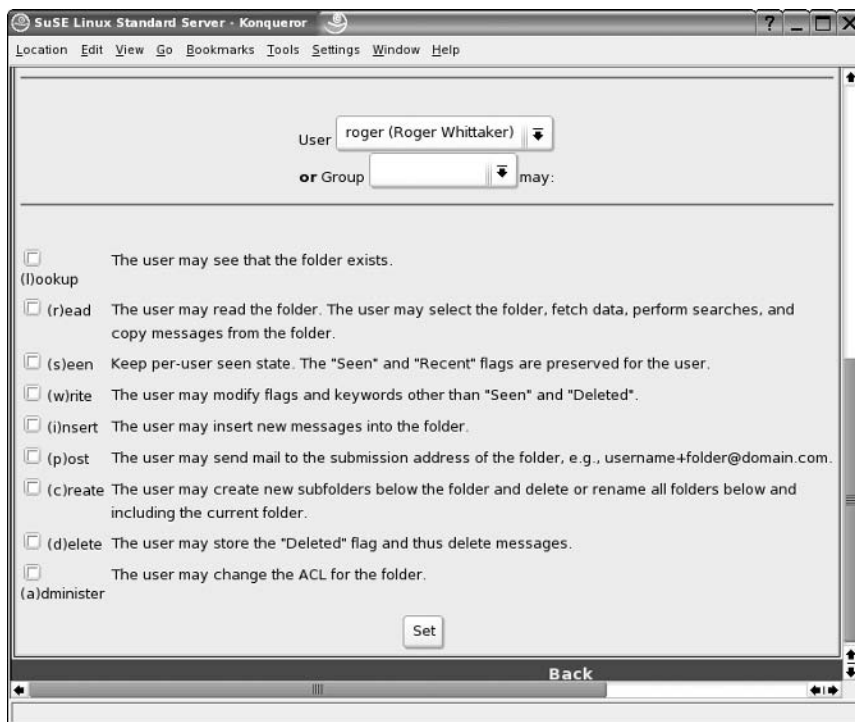 SuSE Linux Standard Server - Konqueror
Location Edit View Go Bookmarks Tools Settings Window Help
User roger (Roger Whittaker)
or Group may:
(l)ookup The user may see that the folder exists.
(r)ead The user may read the folder. The user may select the folder, fetch data, perform searches, and
copy messages from the folder.
(s)een Keep per-user seen state. The "Seen" and "Recent" flags are preserved for the user.
(w)rite The user may modify flags and keywords other than "Seen" and "Deleted".
(i)nsert The user may insert new messages into the folder.
(p)ost The user may send mail to the submission address of the folder, e.g., username+folder@domain.com.
(c)reate The user may create new subfolders below the folder and delete or rename all folders below and
including the current folder.
(d)elete The user may store the "Deleted" flag and thus delete messages.
(a)dminister The user may change the ACL for the folder.
Set
Back